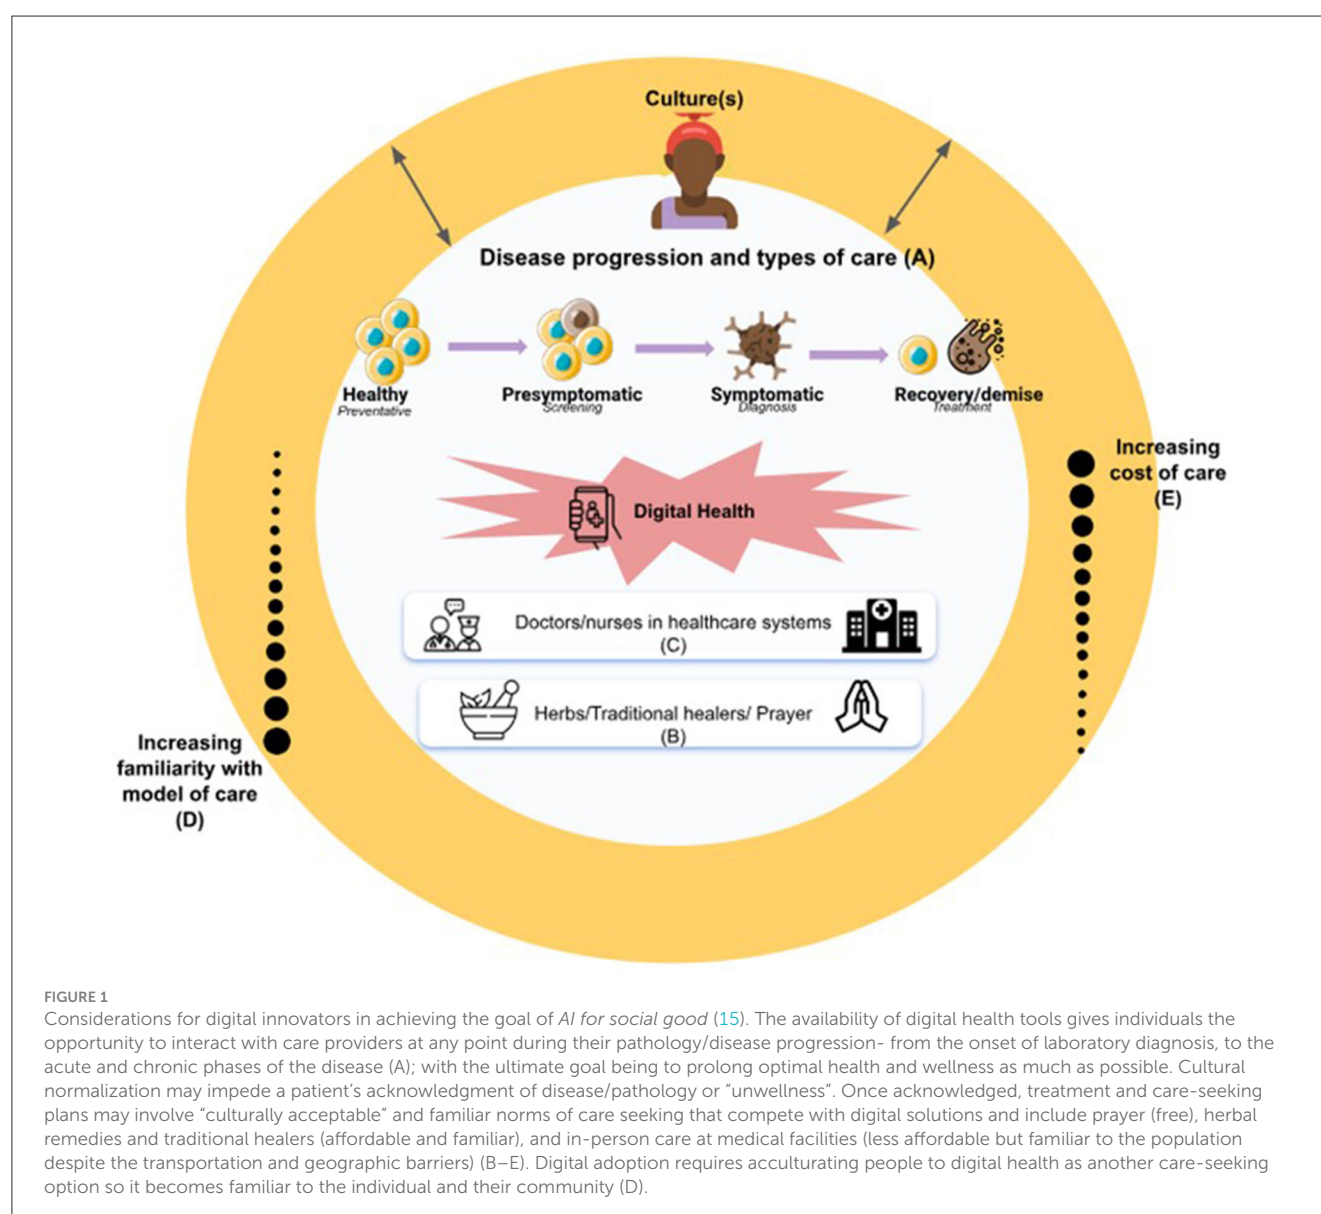 Culture(s)
Disease progression and types of care (A)
Healthy
Preventative
Presymptomatic
Screening
Symptomatic
Diagnosis
Recovery/demise
Treatment
Increasing
cost of care
(E)
Digital Health
Doctors/nurses in healthcare systems
(C)
Herbs/Traditional healers/ Prayer
(B)
Increasing
familiarity with
model of care
(D)
FIGURE 1
Considerations for digital innovators in achieving the goal of AI for social good (15). The availability of digital health tools gives individuals the
opportunity to interact with care providers at any point during their pathology/disease progression- from the onset of laboratory diagnosis, to the
acute and chronic phases of the disease (A); with the ultimate goal being to prolong optimal health and wellness as much as possible. Cultural
normalization may impede a patient's acknowledgment of disease/pathology or “unwellness”. Once acknowledged, treatment and care-seeking
plans may involve “culturally acceptable” and familiar norms of care seeking that compete with digital solutions and include prayer (free), herbal
remedies and traditional healers (affordable and familiar), and in-person care at medical facilities (less affordable but familiar to the population
despite the transportation and geographic barriers) (B–E). Digital adoption requires acculturating people to digital health as another care-seeking
option so it becomes familiar to the individual and their community (D).